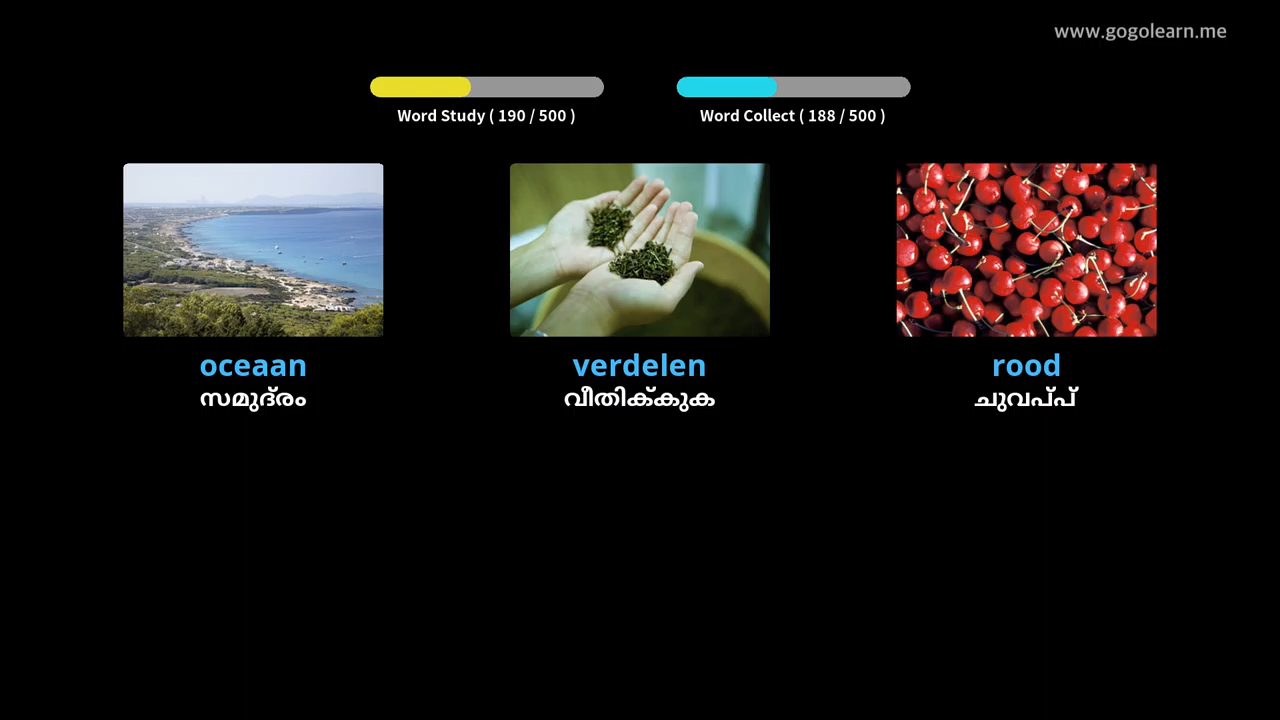 www.gogolearn.me
Word Study ( 190 / 500 )
Word Collect ( 188 / 500 )
oceaan
verdelen
rood
സമുദ്രം
വീതിക്കുക
ചുവപ്പ്